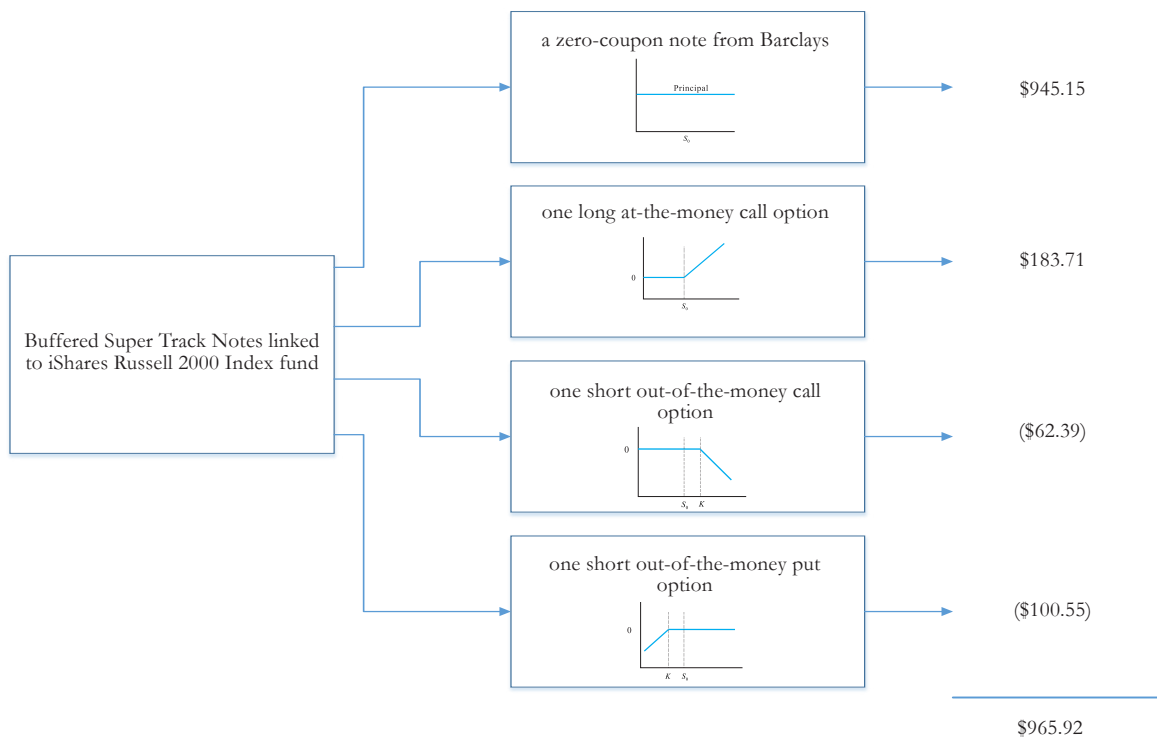 a zero-coupon note from Barclays
Principal
S₀
$945.15
one long at-the-money call option
0
S₀
$183.71
Buffered Super Track Notes linked
to iShares Russell 2000 Index fund
one short out-of-the-money call
option
0
S₀ K
($62.39)
one short out-of-the-money put
option
0
K S₀
($100.55)
$965.92